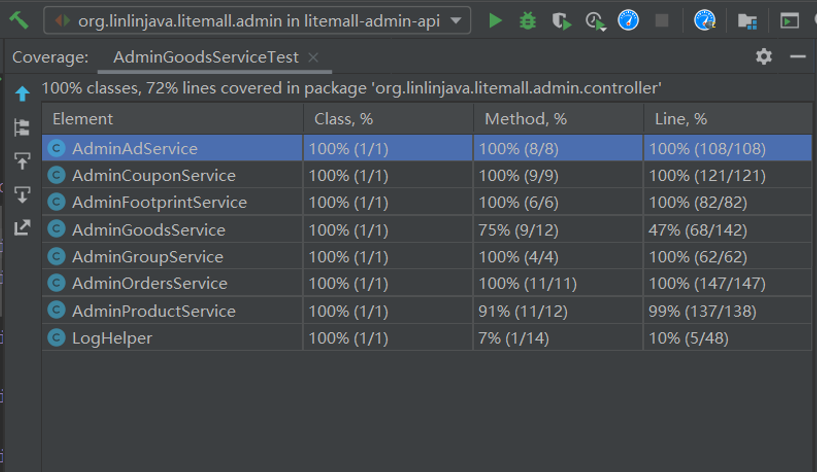 org.linlinjava.litemall.admin in litemall-admin-api
Coverage: AdminGoodsServiceTest
100% classes, 72% lines covered in package 'org.linlinjava.litemall.admin.controller'
Element Class, % Method, % Line, %
AdminAdService 100% (1/1) 100% (8/8) 100% (108/108)
AdminCouponService 100% (1/1) 100% (9/9) 100% (121/121)
AdminFootprintService 100% (1/1) 100% (6/6) 100% (82/82)
AdminGoodsService 100% (1/1) 75% (9/12) 47% (68/142)
AdminGroupService 100% (1/1) 100% (4/4) 100% (62/62)
AdminOrdersService 100% (1/1) 100% (11/11) 100% (147/147)
AdminProductService 100% (1/1) 91% (11/12) 99% (137/138)
LogHelper 100% (1/1) 7% (1/14) 10% (5/48)